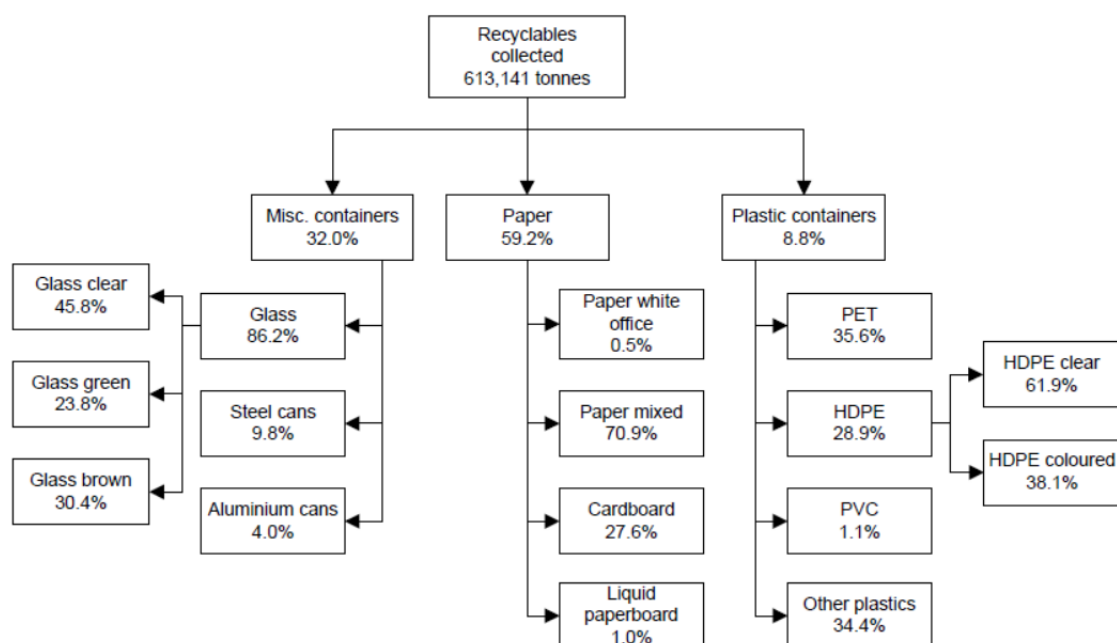 Recyclables
collected
613,141 tonnes
Misc. containers
32.0%
Paper
59.2%
Plastic containers
8.8%
Glass clear
45.8%
Glass green
23.8%
Glass brown
30.4%
Glass
86.2%
Steel cans
9.8%
Aluminium cans
4.0%
Paper white
office
0.5%
Paper mixed
70.9%
Cardboard
27.6%
Liquid
paperboard
1.0%
PET
35.6%
HDPE
28.9%
PVC
1.1%
Other plastics
34.4%
HDPE clear
61.9%
HDPE coloured
38.1%